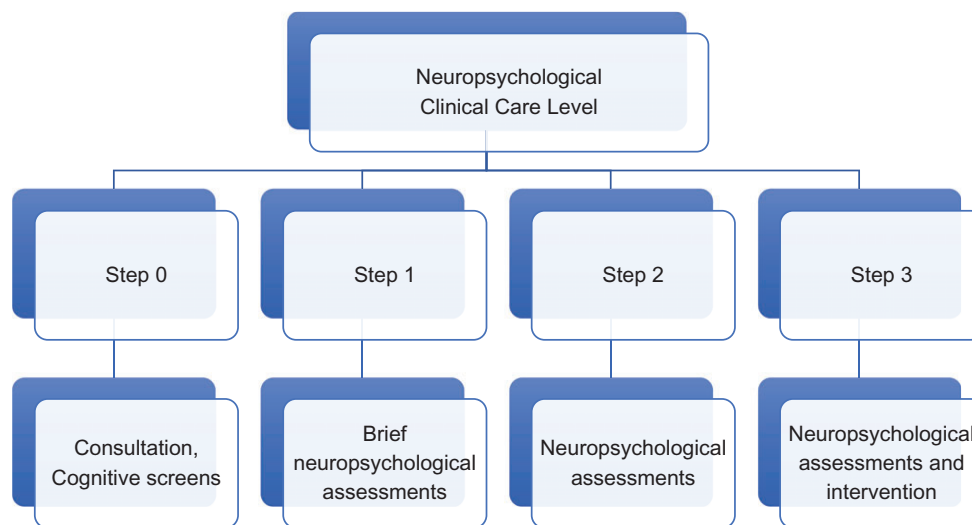 Neuropsychological
Clinical Care Level
Step 0
Step 1
Step 2
Step 3
Consultation,
Cognitive screens
Brief
neuropsychological
assessments
Neuropsychological
assessments
Neuropsychological
assessments and
intervention